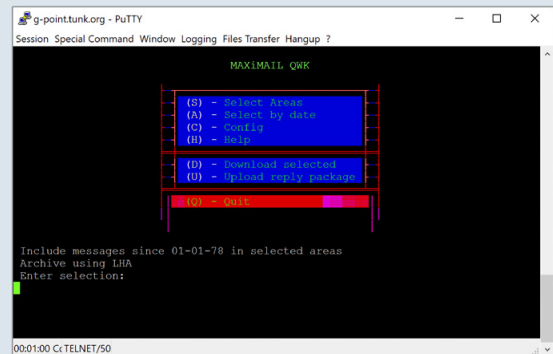 g-point.tunk.org - PuTTY
Session Special Command Window Logging Files Transfer Hangup ?
MAXiMAIL QWK
(S) - Select Areas
(A) - Select by date
(C) - Config
(H) - Help
(D) - Download selected
(U) - Upload reply package
(Q) - Quit
Include messages since 01-01-78 in selected areas
Archive using LHA
Enter selection:
00:01:00 Cc TELNET/50